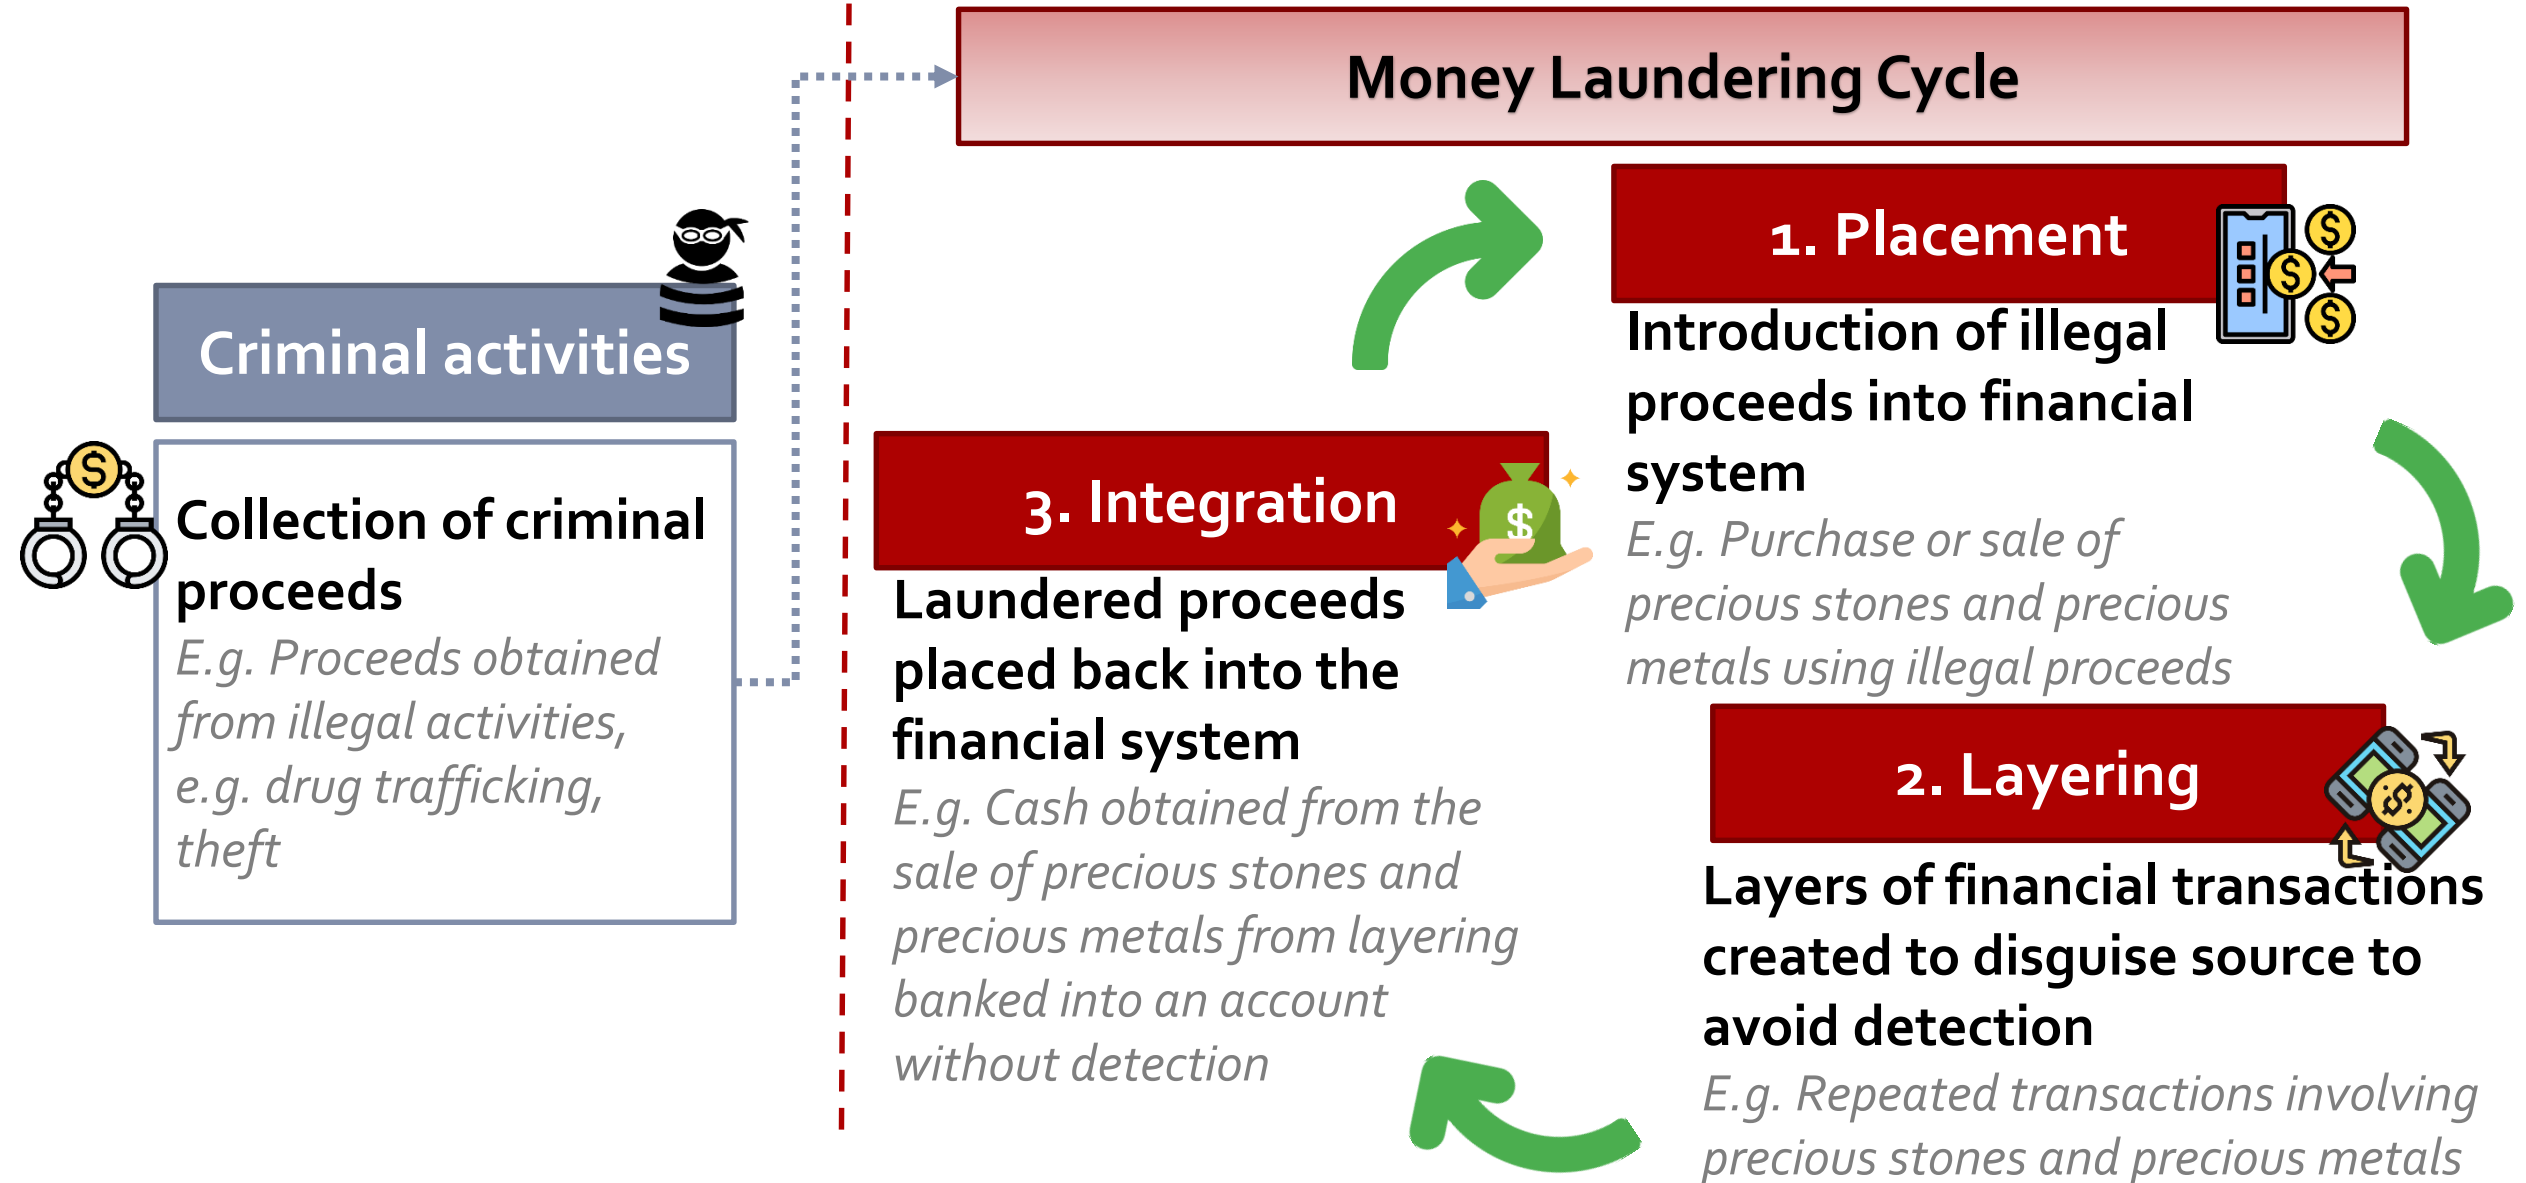 Money Laundering Cycle
Criminal activities
Collection of criminal
proceeds
E.g. Proceeds obtained
from illegal activities,
e.g. drug trafficking,
theft
1. Placement
Introduction of illegal
proceeds into financial
system
E.g. Purchase or sale of
precious stones and precious
metals using illegal proceeds
2. Layering
Layers of financial transactions
created to disguise source to
avoid detection
E.g. Repeated transactions involving
precious stones and precious metals
3. Integration
Laundered proceeds
placed back into the
financial system
E.g. Cash obtained from the
sale of precious stones and
precious metals from layering
banked into an account
without detection